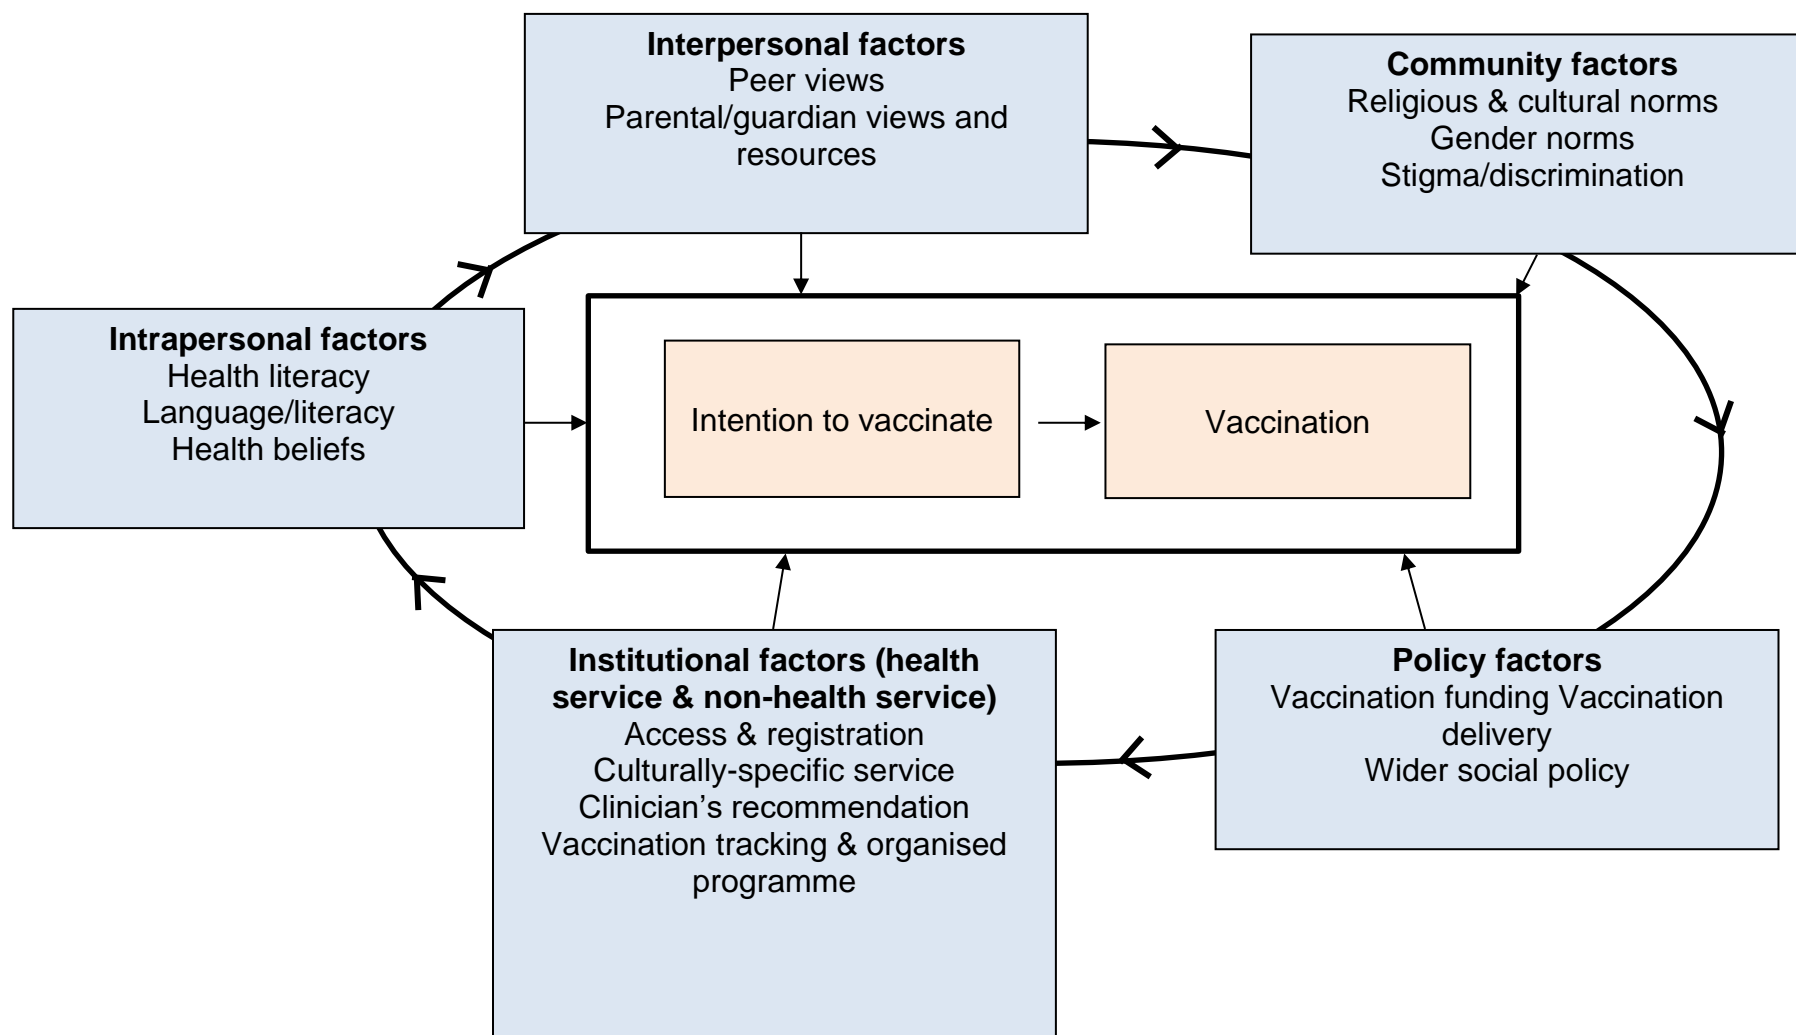 Interpersonal factors
Peer views
Parental/guardian views and
resources
Community factors
Religious & cultural norms
Gender norms
Stigma/discrimination
Intrapersonal factors
Health literacy
Language/literacy
Health beliefs
Intention to vaccinate
Vaccination
Institutional factors (health
service & non-health service)
Access & registration
Culturally-specific service
Clinician’s recommendation
Vaccination tracking & organised
programme
Policy factors
Vaccination funding Vaccination
delivery
Wider social policy